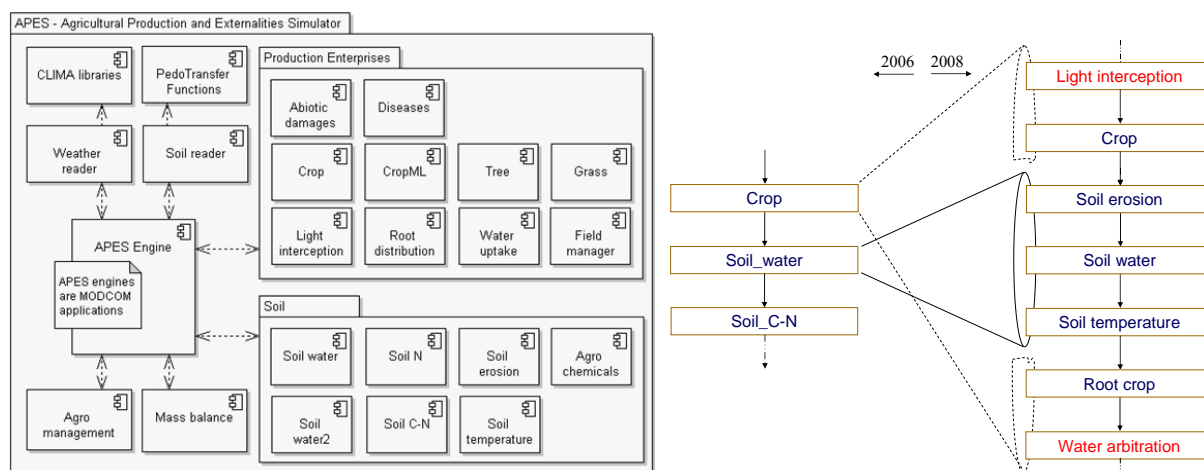 APES - Agricultural Production and Externalities Simulator
CLIMA libraries
PedoTransfer
Functions
Weather
reader
Soil reader
APES Engine
APES engines
are MODCOM
applications
Agro
management
Mass balance
Production Enterprises
Abiotic
damages
Diseases
Crop
CropML
Tree
Grass
Light
interception
Root
distribution
Water
uptake
Field
manager
Soil
Soil water
Soil N
Soil
erosion
Agro
chemicals
Soil
water2
Soil C-N
Soil
temperature
2006 2008
Crop
Soil_water
Soil_C-N
Light interception
Crop
Soil erosion
Soil water
Soil temperature
Root crop
Water arbitration